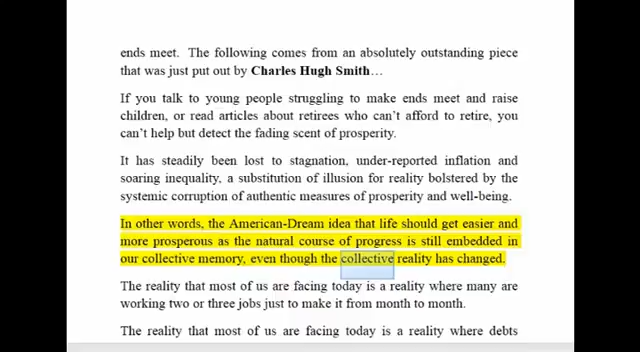 ends meet. The following comes from an absolutely outstanding piece
that was just put out by Charles Hugh Smith…
If you talk to young people struggling to make ends meet and raise
children, or read articles about retirees who can’t afford to retire, you
can’t help but detect the fading scent of prosperity.
It has steadily been lost to stagnation, under-reported inflation and
soaring inequality, a substitution of illusion for reality bolstered by the
systemic corruption of authentic measures of prosperity and well-being.
In other words, the American-Dream idea that life should get easier and
more prosperous as the natural course of progress is still embedded in
our collective memory, even though the collective reality has changed.
The reality that most of us are facing today is a reality where many are
working two or three jobs just to make it from month to month.
The reality that most of us are facing today is a reality where debts